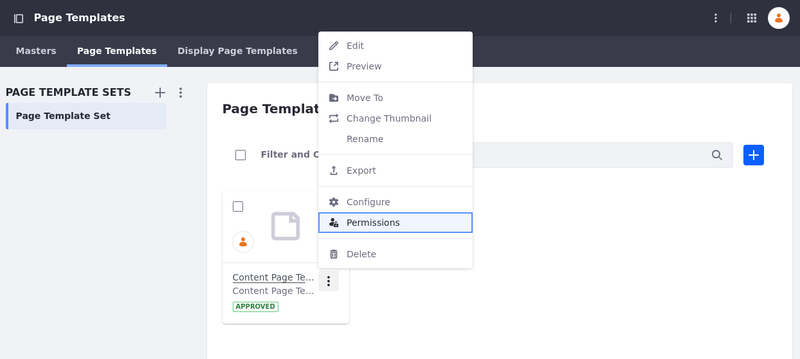 Page Templates
Masters
Page Templates
Display Page Templates
PAGE TEMPLATE SETS
Page Template Set
Page Templat
Filter and O
Edit
Preview
Move To
Change Thumbnail
Rename
Export
Configure
Permissions
Delete
Content Page Te...
Content Page Te...
APPROVED